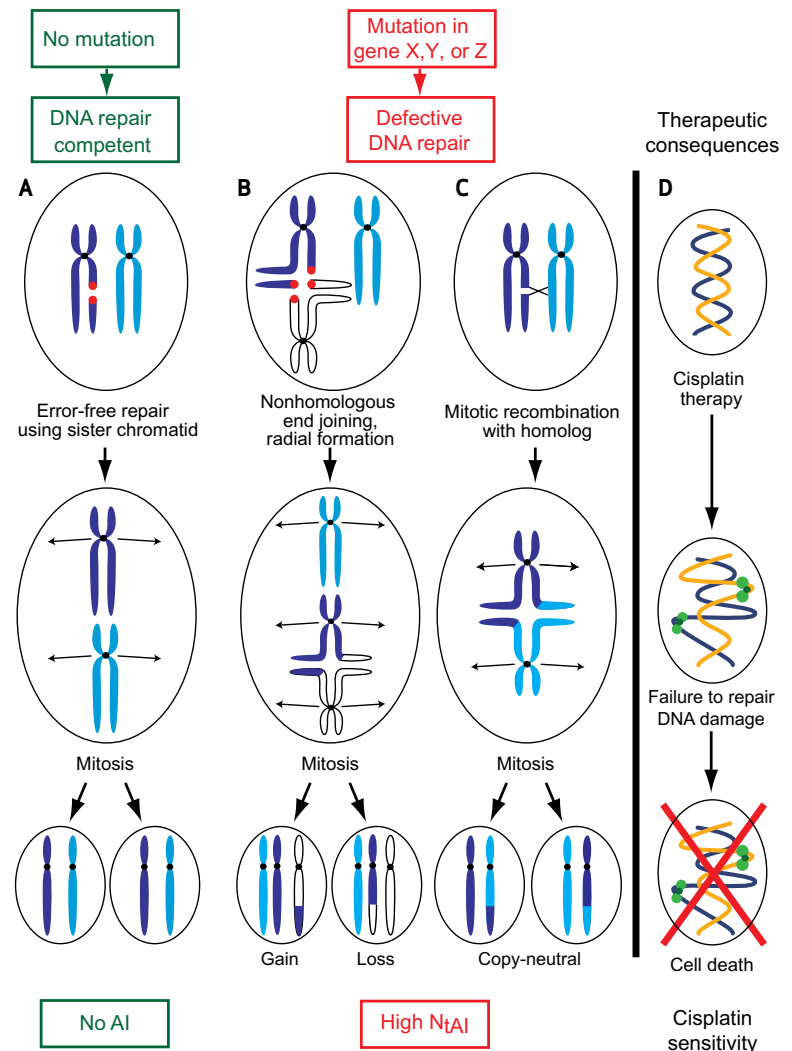 No mutation
DNA repair
competent
Mutation in
gene X,Y, or Z
Defective
DNA repair
Therapeutic
consequences
A
Error-free repair
using sister chromatid
Mitosis
No AI
B
Nonhomologous
end joining,
radial formation
Mitosis
Gain
Loss
C
Mitotic recombination
with homolog
Mitosis
Copy-neutral
High NtAI
D
Cisplatin
therapy
Failure to repair
DNA damage
Cell death
Cisplatin
sensitivity